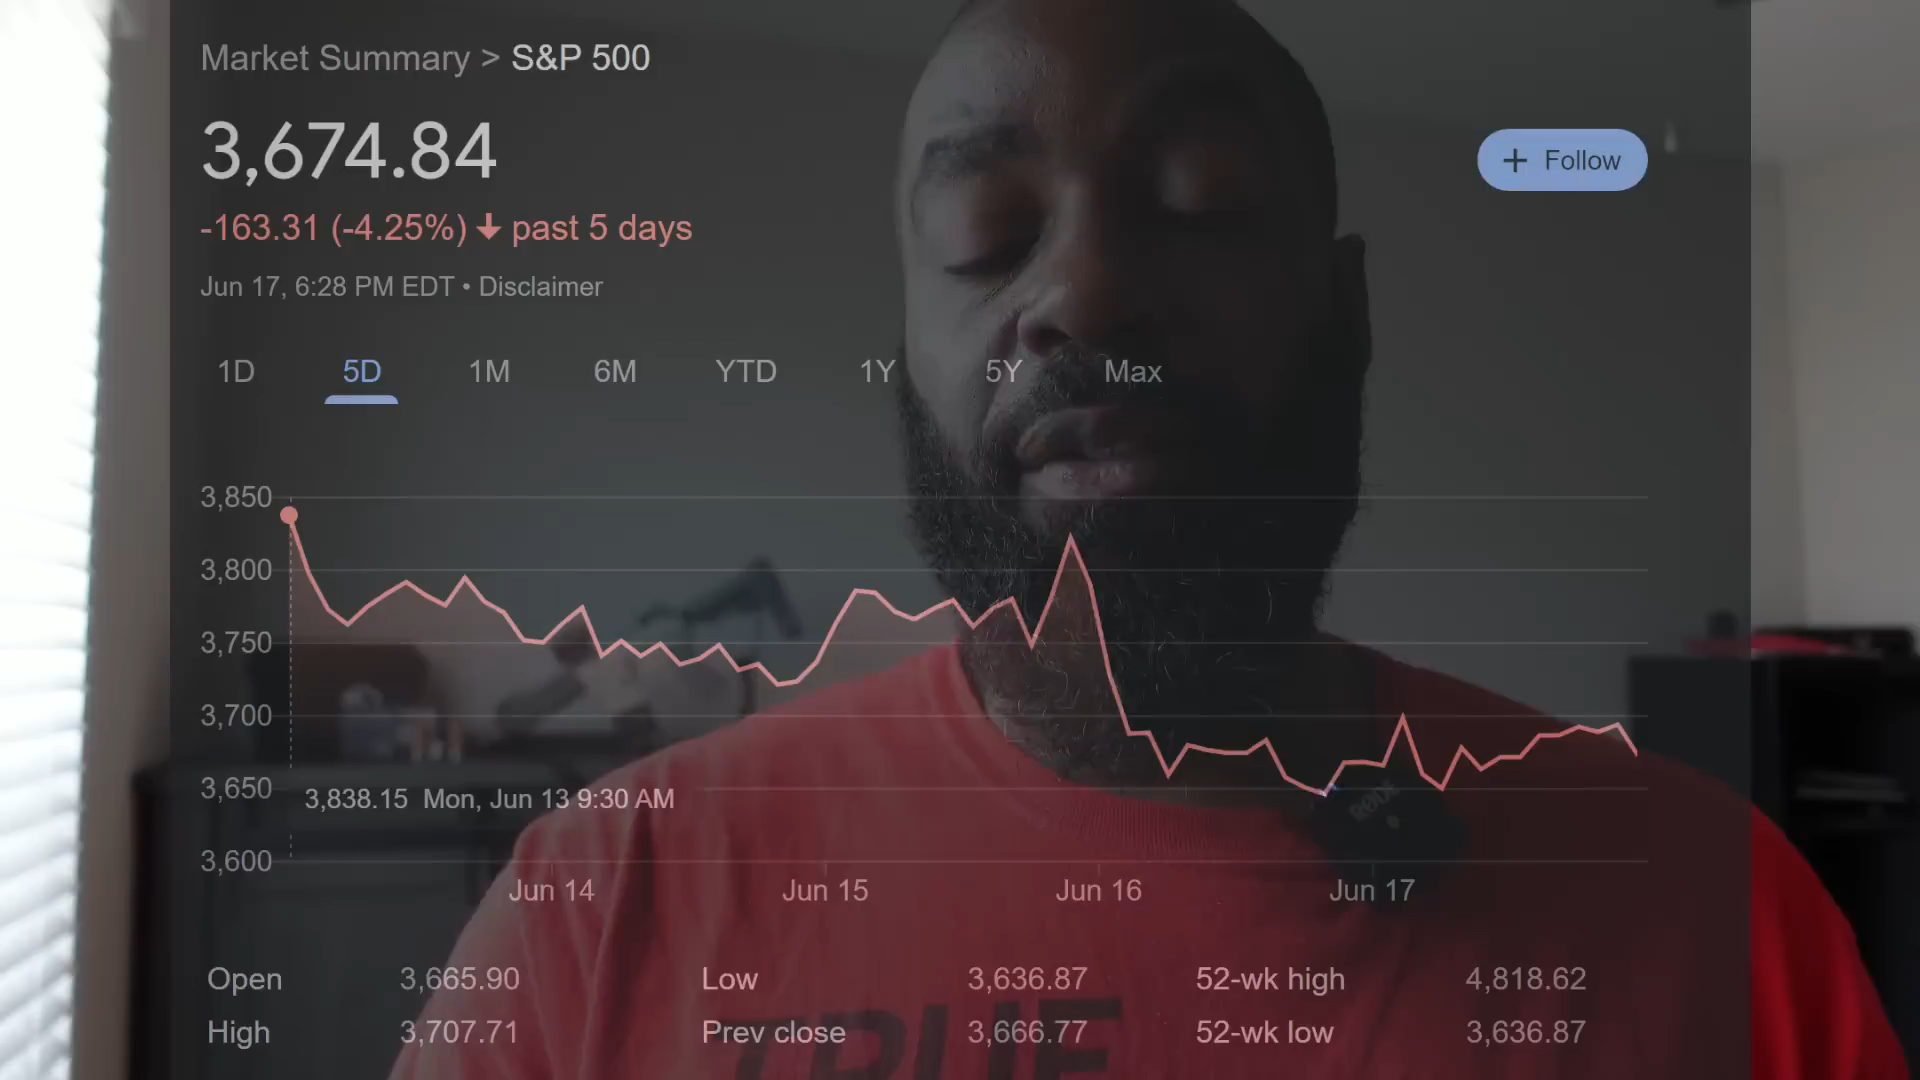 Market Summary > S&P 500
3,674.84
+ Follow
-163.31 (-4.25%) ↓ past 5 days
Jun 17, 6:28 PM EDT • Disclaimer
1D 5D 1M 6M YTD 1Y 5Y Max
3,850
3,800
3,750
3,700
3,650
3,838.15 Mon, Jun 13 9:30 AM
RODE
3,600
Jun 14 Jun 15 Jun 16 Jun 17
Open 3,665.90 Low 3,636.87 52-wk high 4,818.62
High 3,707.71 Prev close 3,666.77 52-wk low 3,636.87
TRUE